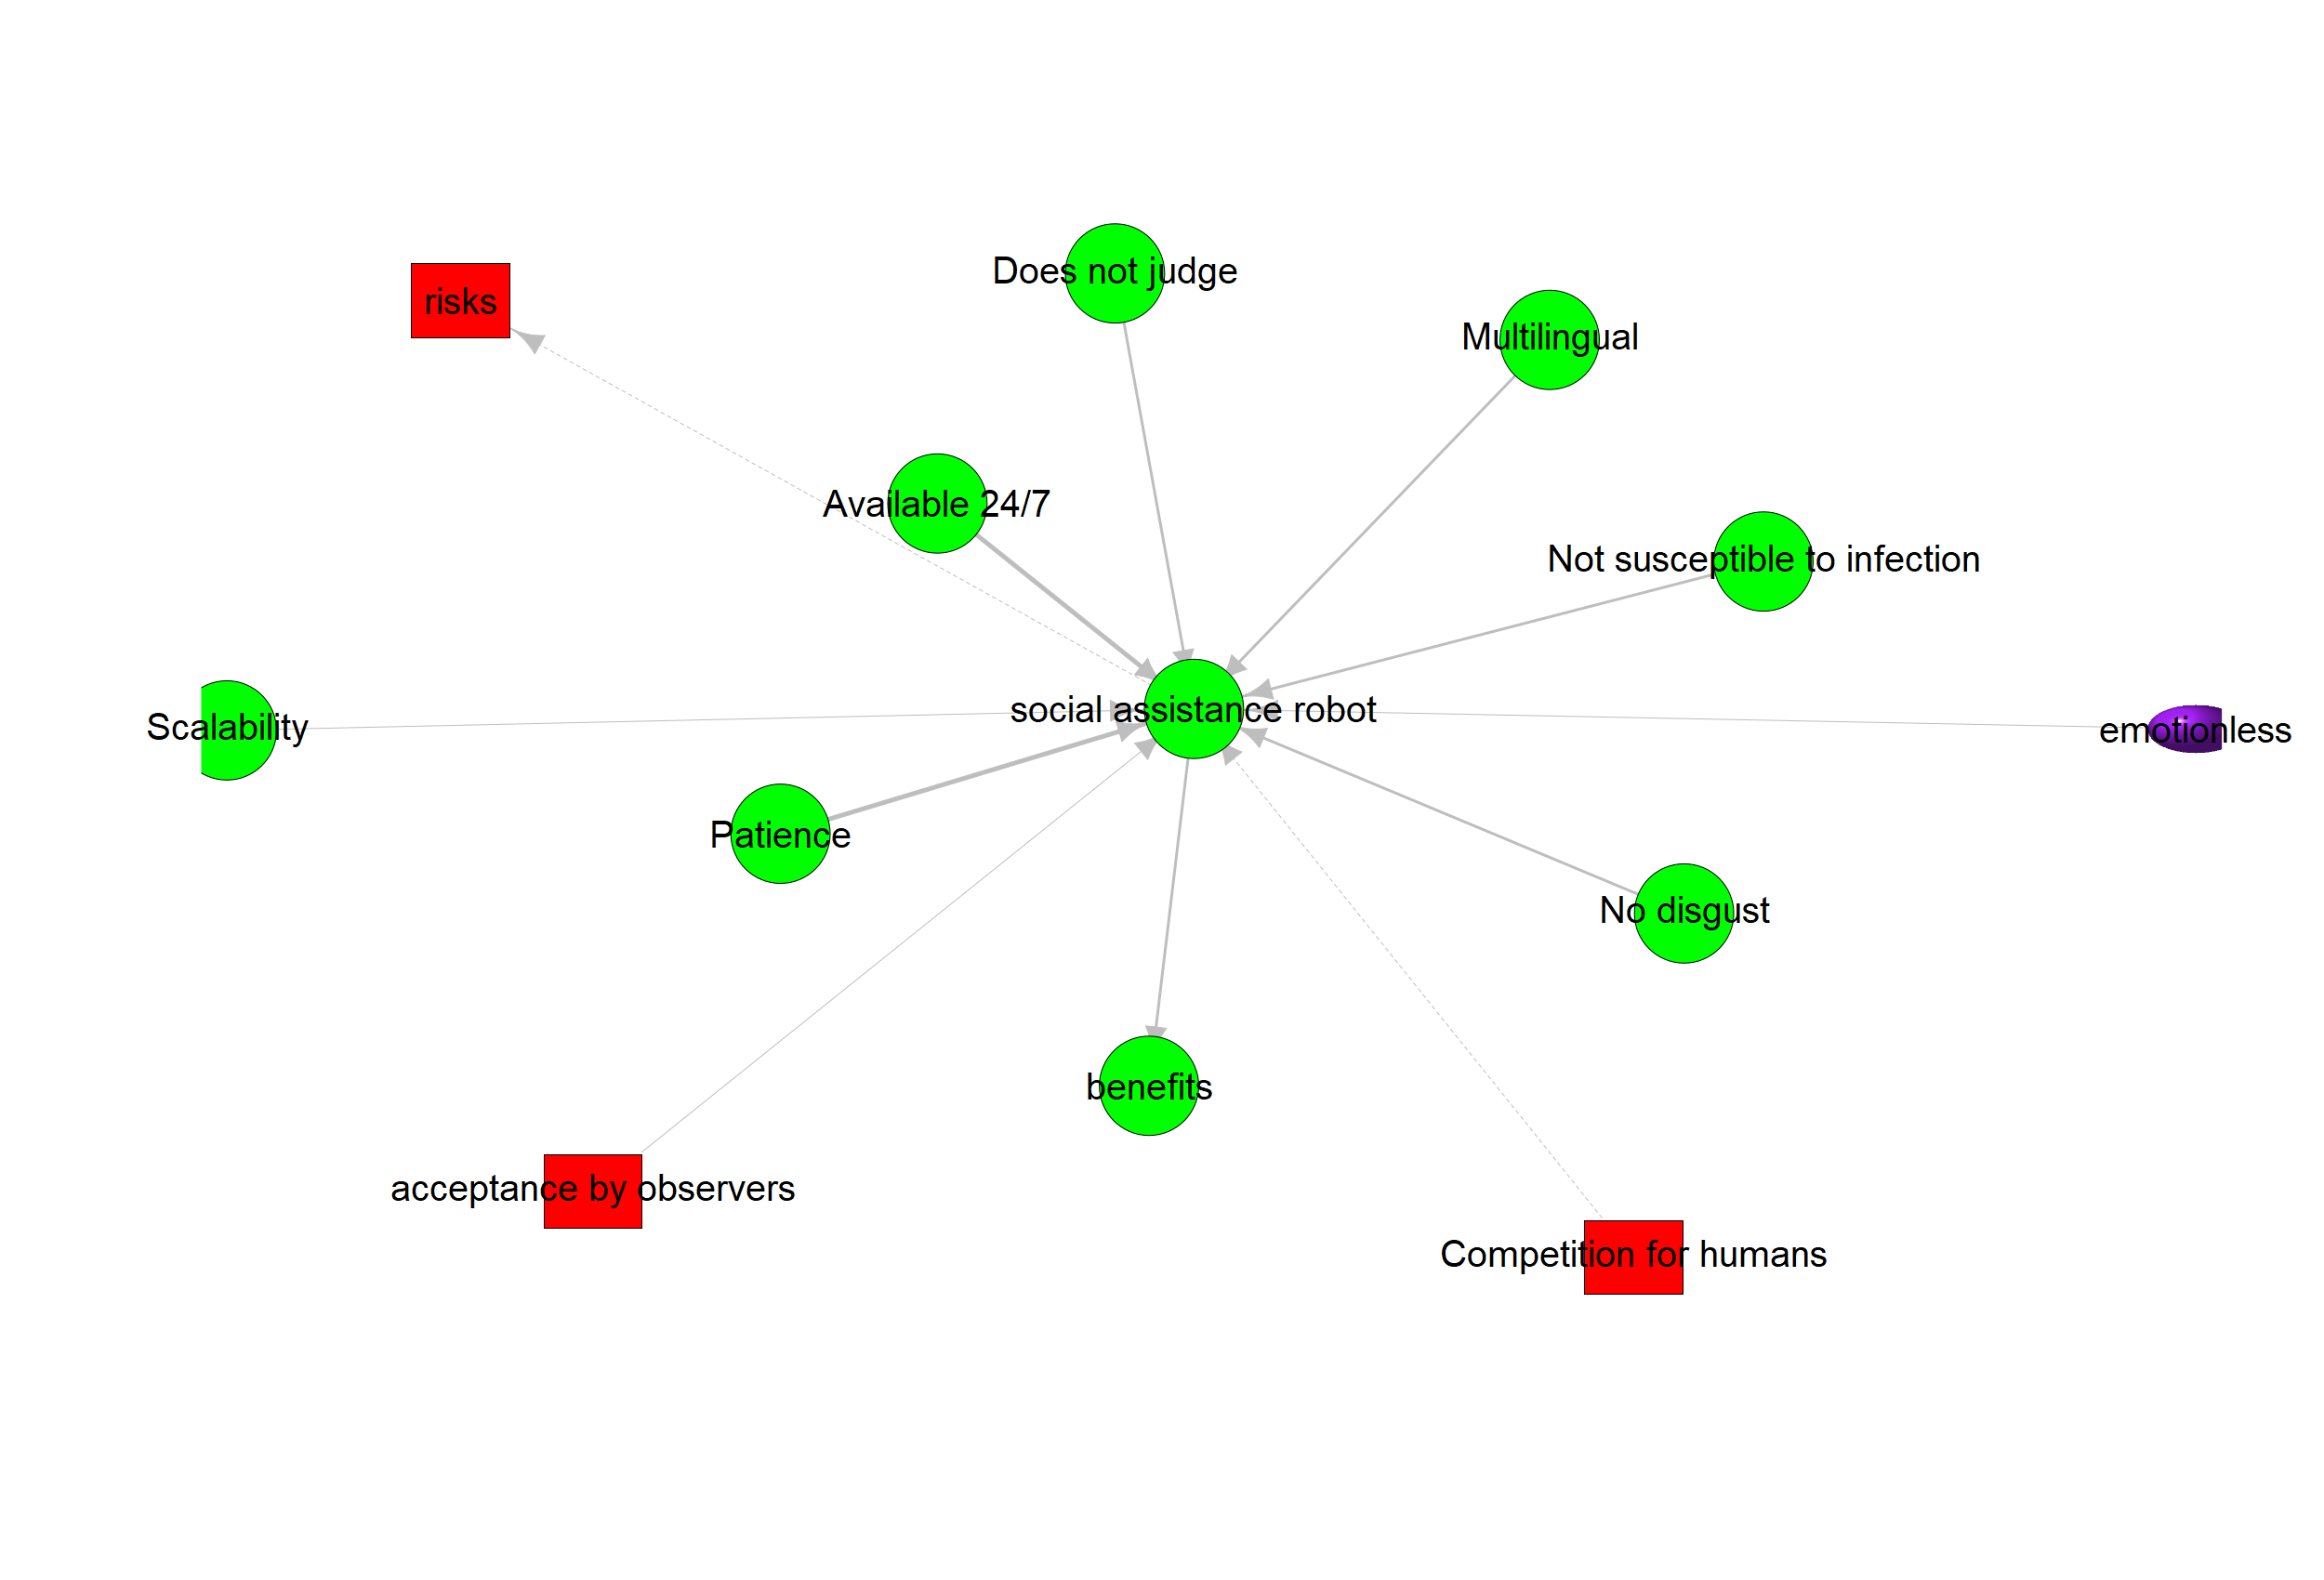 Does not judge
risks
Multilingual
Available 24/7
Not susceptible to infection
social assistance robot
Scalability
emotionless
Patience
No disgust
benefits
acceptance by observers
Competition for humans